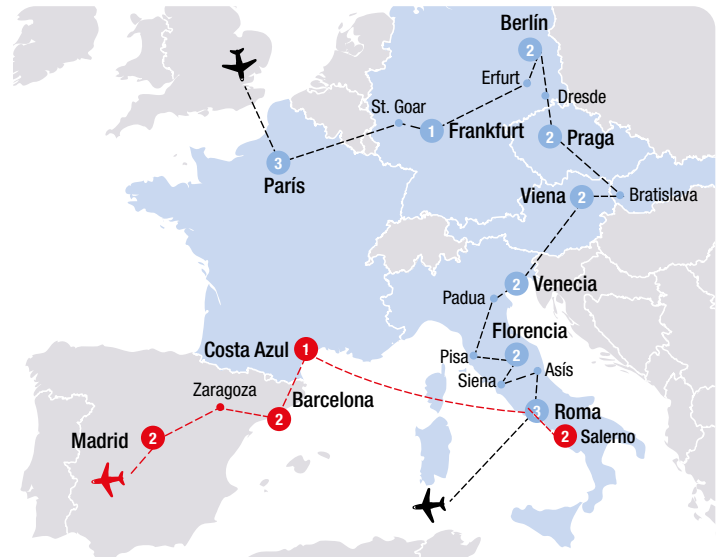 Berlín
2
Erfurt
Dresde
St. Goar
1
Frankfurt
2
Praga
3
París
Viena
2
Bratislava
2
Venecia
Padua
Florencia
2
Costa Azul
1
Pisa
Asís
Siena
Zaragoza
Barcelona
2
3
Roma
Madrid
2
2
Salerno